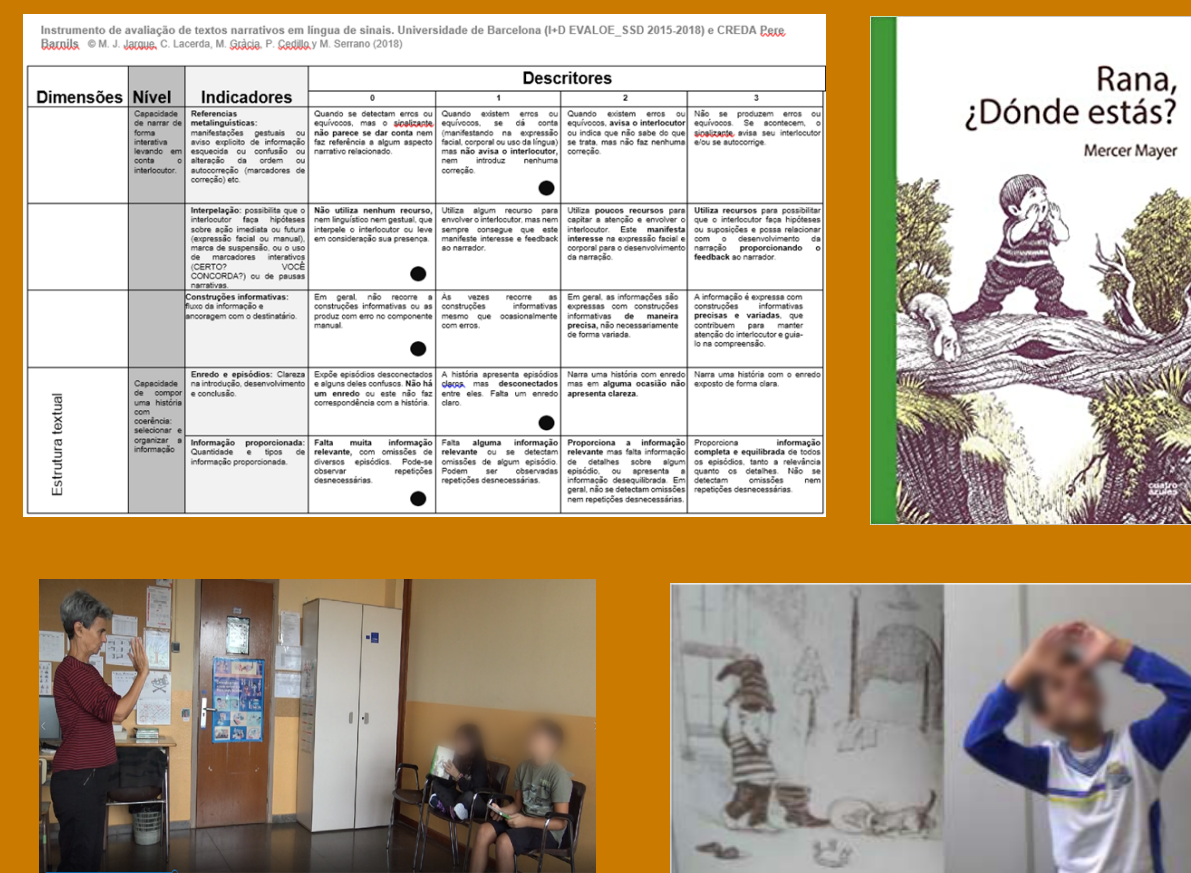 Instrumento de avaliação de textos narrativos em língua de sinais. Universidade de Barcelona (I+D EVALOE_SSD 2015-2018) e CREDA Pere
Barnils © M. J. Jarque, C. Lacerda, M. Gràcia, P. Cedillo y M. Serrano (2018)
Descritores
Dimensões Nível Indicadores
0 1 2 3
Capacidade
de narrar de
forma
interativa
levando em
conta o
interlocutor.
Referencias
metalinguísticas:
manifestações gestuais ou
aviso explícito de informação
esquecida ou confusão ou
alteração da ordem ou
autocorreção (marcadores de
correção) etc.
Quando se detectam erros ou
equívocos, mas o sinalizante
não parece se dar conta nem
faz referência a algum aspecto
narrativo relacionado.
Quando existem erros ou
equívocos, se dá conta
(manifestando na expressão
facial, corporal ou uso da língua)
mas não avisa o interlocutor,
nem introduz nenhuma
correção.
Quando existem erros ou
equívocos, avisa o interlocutor
ou indica que não sabe do que
se trata, mas não faz nenhuma
correção.
Não se produzem erros ou
equívocos. Se acontecem, o
sinalizante avisa seu interlocutor
e/ou se autocorrige.
Interpelação: possibilita que o
interlocutor faça hipóteses
sobre ação imediata ou futura
(expressão facial ou manual),
marca de suspensão, ou o uso
de marcadores interativos
(CERTO? VOCÊ
CONCORDA?) ou de pausas
narrativas.
Não utiliza nenhum recurso,
nem linguístico nem gestual, que
interpele o interlocutor ou leve
em consideração sua presença.
Utiliza algum recurso para
envolver o interlocutor, mas nem
sempre consegue que este
manifeste interesse e feedback
ao narrador.
Utiliza poucos recursos para
capitar a atenção e envolver o
interlocutor. Este manifesta
interesse na expressão facial e
corporal para o desenvolvimento
da narração.
Utiliza recursos para possibilitar
que o interlocutor faça hipóteses
ou suposições e possa relacionar
com o desenvolvimento da
narração proporcionando o
feedback ao narrador.
Construções informativas:
fluxo da informação e
ancoragem com o destinatário.
Em geral, não recorre a
construções informativas ou as
produz com erro no componente
manual.
Às vezes recorre as
construções informativas
mesmo que ocasionalmente
com erros.
Em geral, as informações são
expressas com construções
informativas de maneira
precisa, não necessariamente
de forma variada.
A informação é expressa com
construções informativas
precisas e variadas, que
contribuem para manter
atenção do interlocutor e guia-
lo na compreensão.
Estrutura textual
Capacidade
de compor
uma história
com
coerência:
selecionar e
organizar a
informação
Enredo e episódios: Clareza
na introdução, desenvolvimento
e conclusão.
Expõe episódios desconectados
e alguns deles confusos. Não há
um enredo ou este não faz
correspondência com a história.
A história apresenta episódios
claros, mas desconectados
entre eles. Falta um enredo
claro.
Narra uma história com enredo
mas em alguma ocasião não
apresenta clareza.
Narra uma história com o enredo
exposto de forma clara.
Informação proporcionada:
Quantidade e tipos de
informação proporcionada.
Falta muita informação
relevante, com omissões de
diversos episódios. Pode-se
observar repetições
desnecessárias.
Falta alguma informação
relevante ou se detectam
omissões de algum episódio.
Podem ser observadas
repetições desnecessárias.
Proporciona a informação
relevante mas falta informação
de detalhes sobre algum
episódio, ou apresenta a
informação desequilibrada. Em
geral, não se detectam omissões
nem repetições desnecessárias.
Proporciona informação
completa e equilibrada de todos
os episódios, tanto a relevância
quanto os detalhes. Não se
detectam omissões nem
repetições desnecessárias.
Rana,
¿Dónde estás?
Mercer Mayer
cuatro
azules